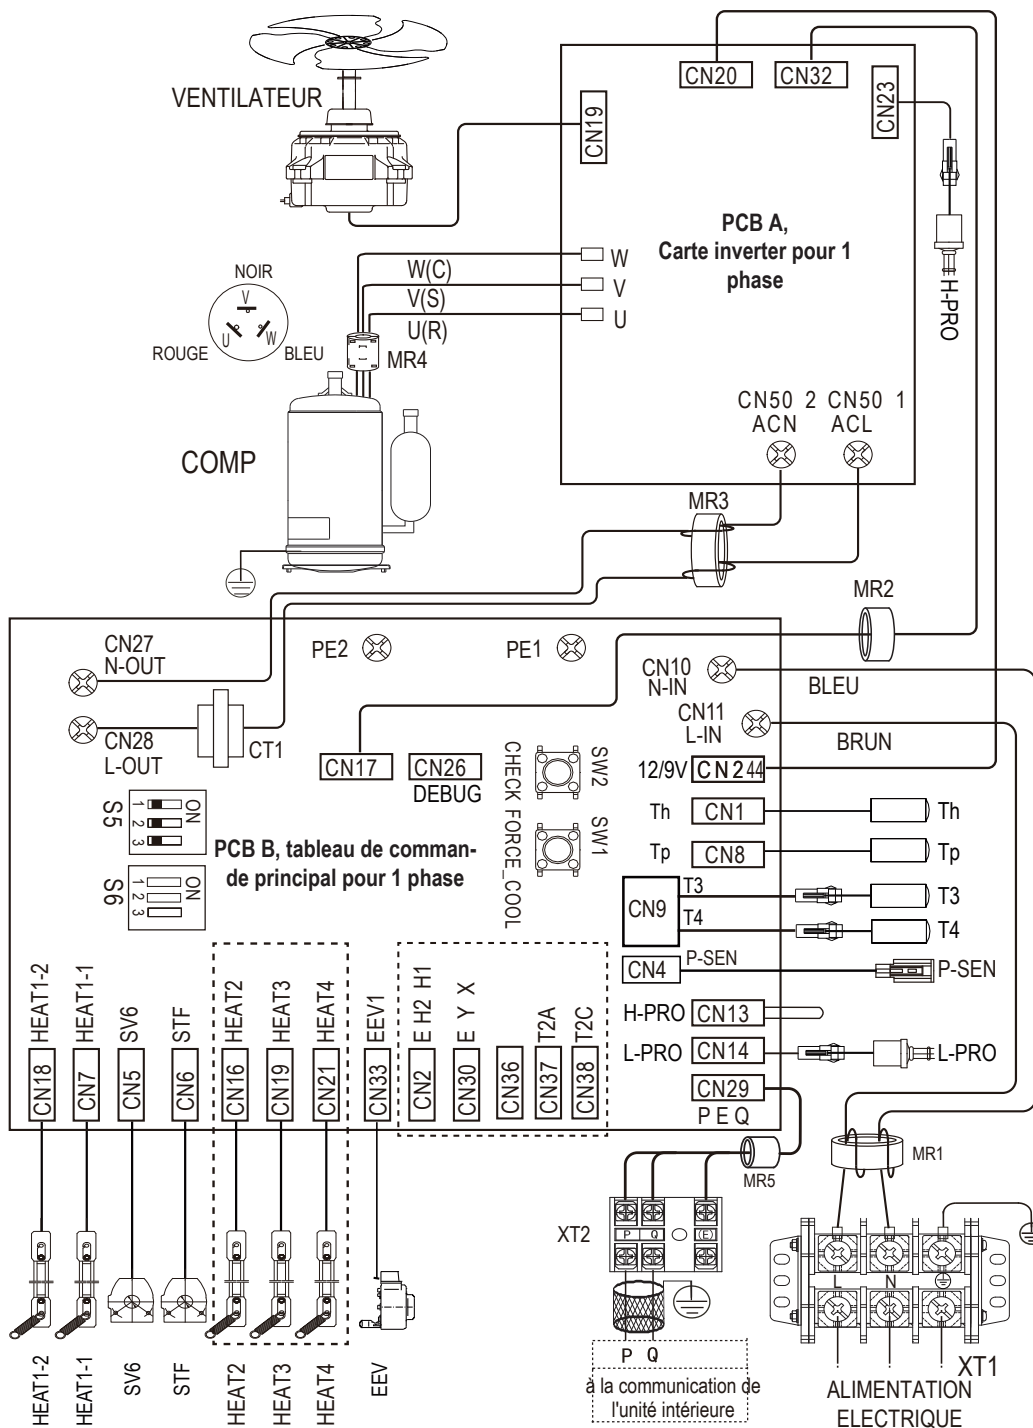 CN20
CN32
CN23
VENTILATEUR
CN19
PCB A,
Carte inverter pour 1
phase
H-PRO
W
V
U
W(C)
V(S)
U(R)
NOIR
V
U
W
ROUGE
BLEU
MR4
COMP
CN50 2
ACN
CN50 1
ACL
MR3
MR2
CN27
N-OUT
PE2
PE1
CN10
N-IN
BLEU
CN11
L-IN
BRUN
CN28
L-OUT
CT1
CN17
CN26
DEBUG
CHECK FORCE_COOL
SW2
SW1
12/9V
CN244
Th
CN1
Th
Tp
CN8
Tp
S5
ON
1
2
3
S6
ON
1
2
3
PCB B, tableau de comman-
de principal pour 1 phase
CN9
T3
T3
T4
T4
CN4
P-SEN
P-SEN
H-PRO
CN13
L-PRO
CN14
L-PRO
CN29
P E Q
HEAT1-2
HEAT1-1
SV6
STF
HEAT2
HEAT3
HEAT4
EEV1
E H2 H1
E Y X
T2A
T2C
CN18
CN7
CN5
CN6
CN16
CN19
CN21
CN33
CN2
CN30
CN36
CN37
CN38
MR1
MR5
XT2
P
Q
(E)
L
N
XT1
P Q
à la communication de
l'unité intérieure
ALIMENTATION
ELECTRIQUE
HEAT1-2
HEAT1-1
SV6
STF
HEAT2
HEAT3
HEAT4
EEV